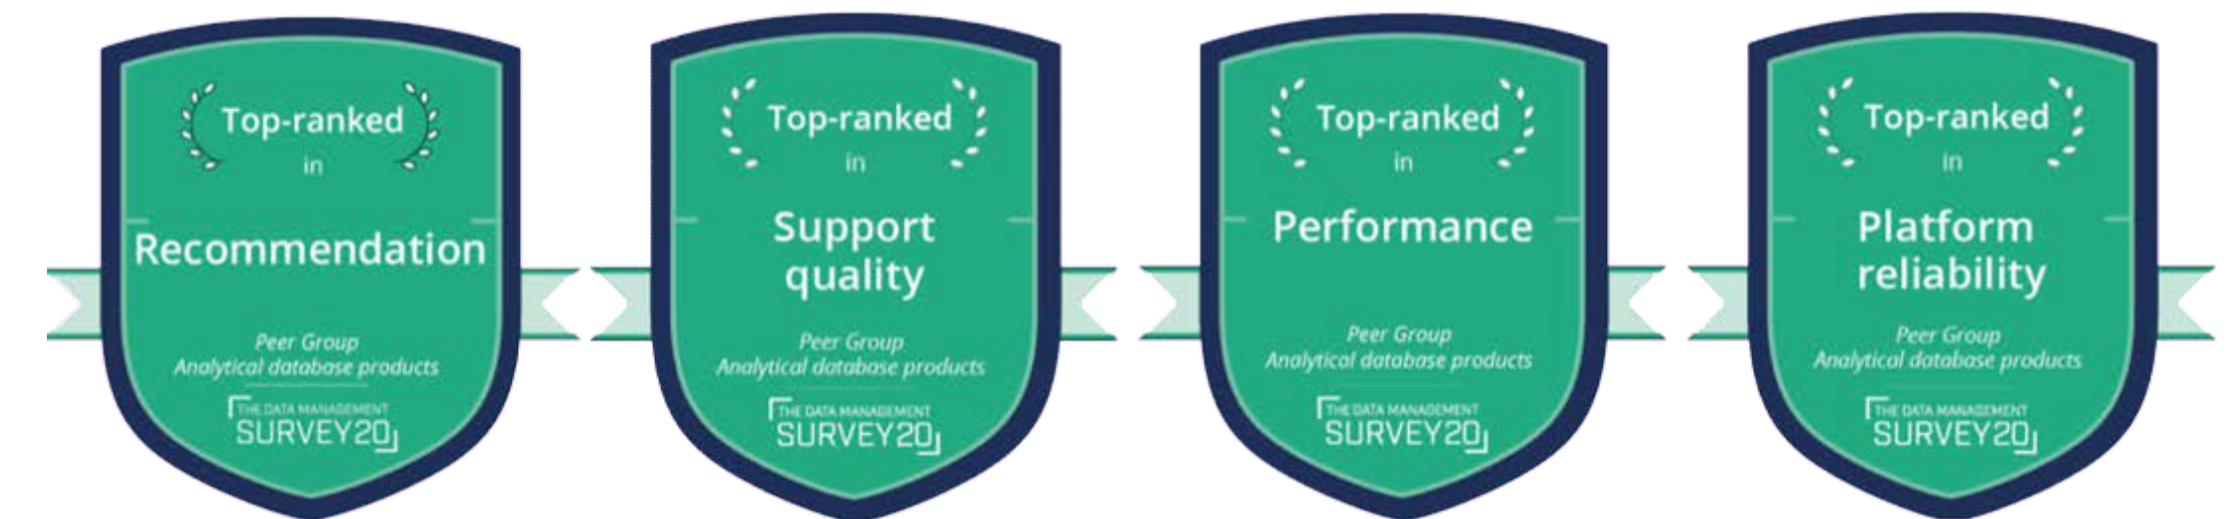 Top-ranked
in
Recommendation
Peer Group
Analytical database products
THE DATA MANAGEMENT
SURVEY20
Top-ranked
in
Support
quality
Peer Group
Analytical database products
THE DATA MANAGEMENT
SURVEY20
Top-ranked
in
Performance
Peer Group
Analytical database products
THE DATA MANAGEMENT
SURVEY20
Top-ranked
in
Platform
reliability
Peer Group
Analytical database products
THE DATA MANAGEMENT
SURVEY20